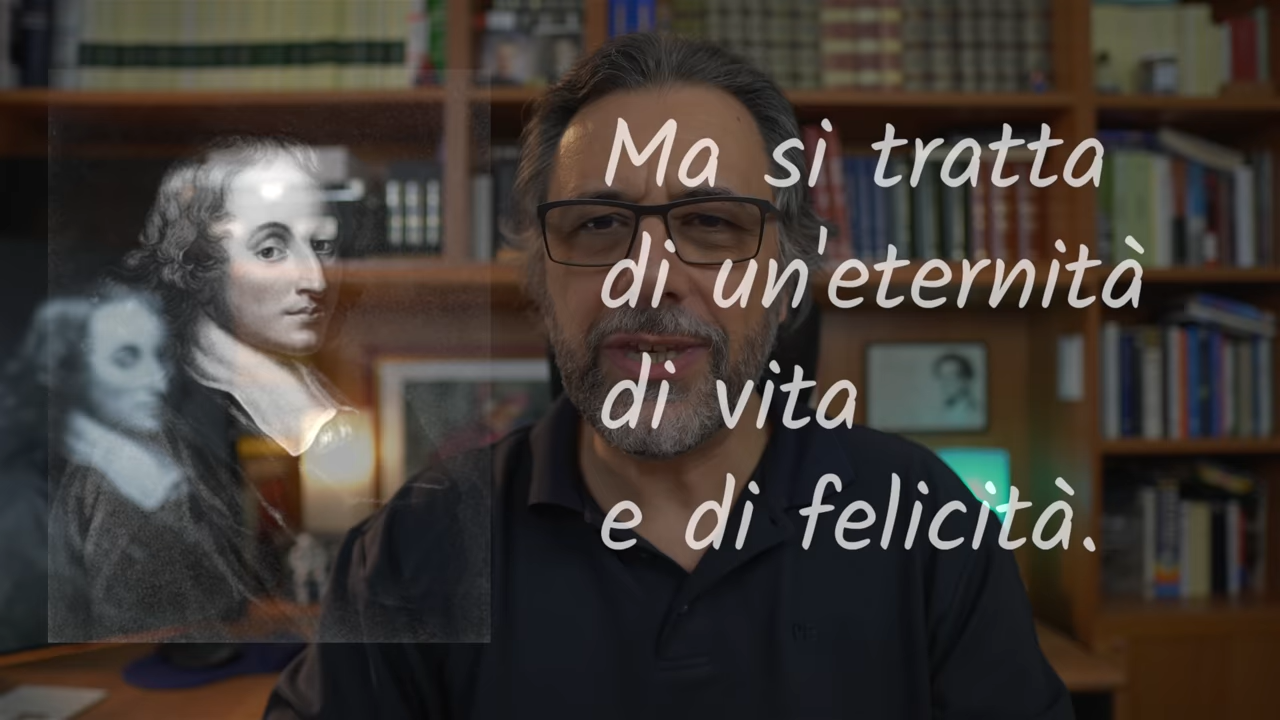 Ma si tratta
di un'eternità
di vita
e di felicità.